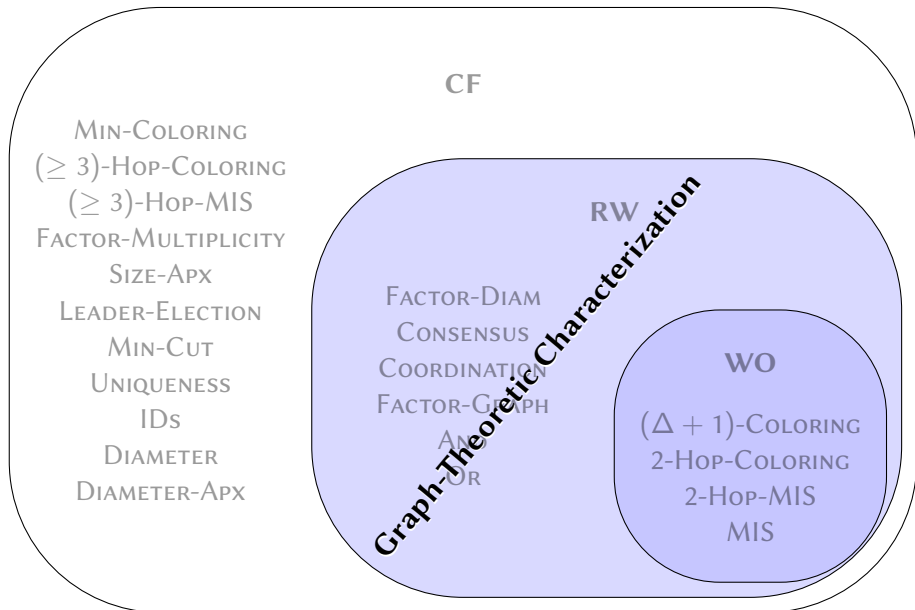 CF
Min-Coloring
(≥ 3)-Hop-Coloring
(≥ 3)-Hop-MIS
Factor-Multiplicity
Size-Apx
Leader-Election
Min-Cut
Uniqueness
IDs
Diameter
Diameter-Apx
RW
Factor-Diam
Consensus
Coordination
Factor-Graph
And
Or
Graph-Theoretic Characterization
WO
(Δ + 1)-Coloring
2-Hop-Coloring
2-Hop-MIS
MIS